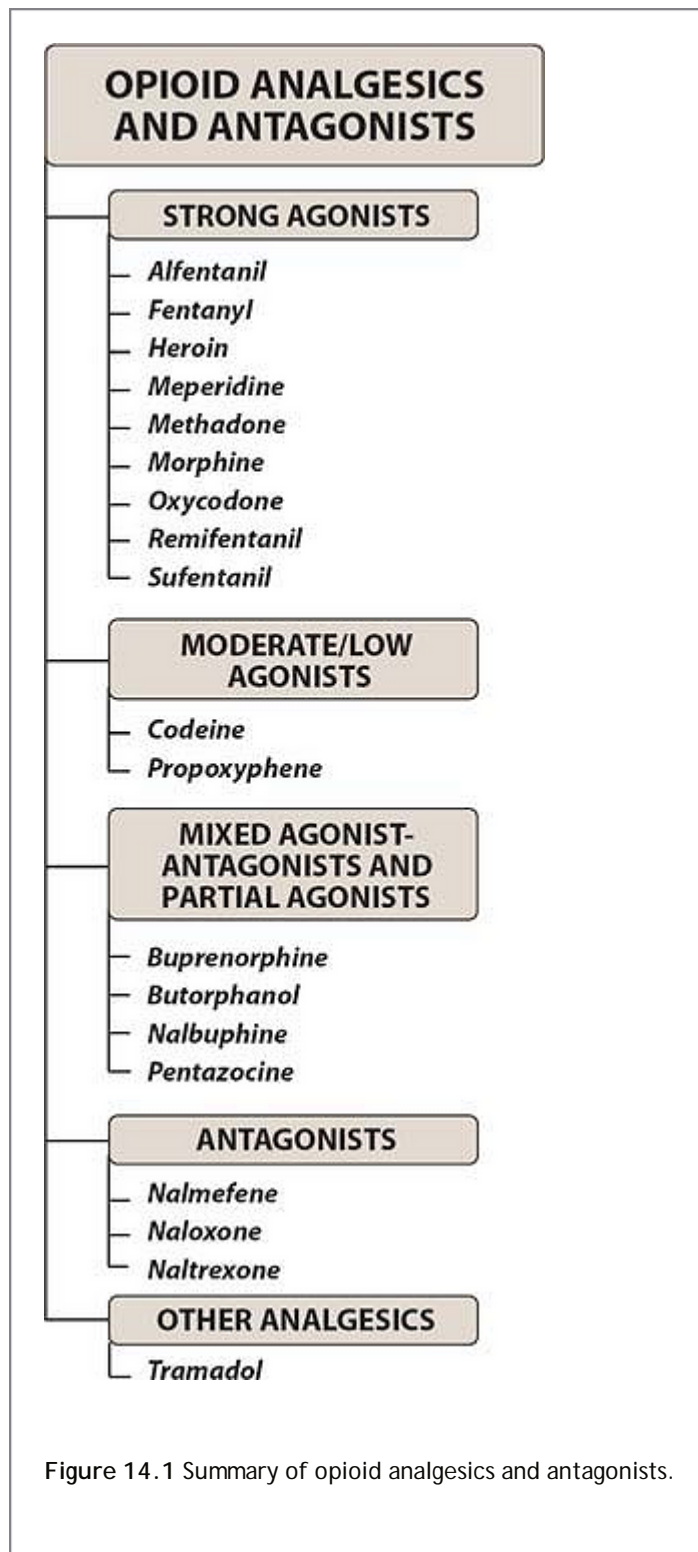 OPIOID ANALGESICS
AND ANTAGONISTS
STRONG AGONISTS
Alfentanil
Fentanyl
Heroin
Meperidine
Methadone
Morphine
Oxycodone
Remifentanil
Sufentanil
MODERATE/LOW
AGONISTS
Codeine
Propoxyphene
MIXED AGONIST-
ANTAGONISTS AND
PARTIAL AGONISTS
Buprenorphine
Butorphanol
Nalbuphine
Pentazocine
ANTAGONISTS
Nalmefene
Naloxone
Naltrexone
OTHER ANALGESICS
Tramadol
Figure 14.1 Summary of opioid analgesics and antagonists.